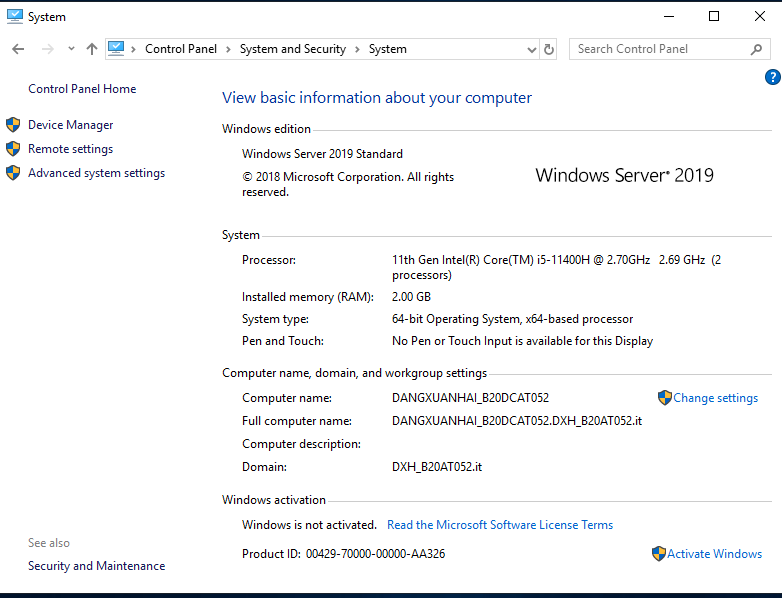 System
Control Panel > System and Security > System
Search Control Panel
?
Control Panel Home
Device Manager
Remote settings
Advanced system settings
View basic information about your computer
Windows edition
Windows Server 2019 Standard
© 2018 Microsoft Corporation. All rights
reserved.
Windows Server® 2019
System
Processor: 11th Gen Intel(R) Core(TM) i5-11400H @ 2.70GHz 2.69 GHz (2
processors)
Installed memory (RAM): 2.00 GB
System type: 64-bit Operating System, x64-based processor
Pen and Touch: No Pen or Touch Input is available for this Display
Computer name, domain, and workgroup settings
Computer name: DANGXUANHAI_B20DCAT052
Change settings
Full computer name: DANGXUANHAI_B20DCAT052.DXH_B20AT052.it
Computer description:
Domain: DXH_B20AT052.it
Windows activation
Windows is not activated. Read the Microsoft Software License Terms
Product ID: 00429-70000-00000-AA326
Activate Windows
See also
Security and Maintenance